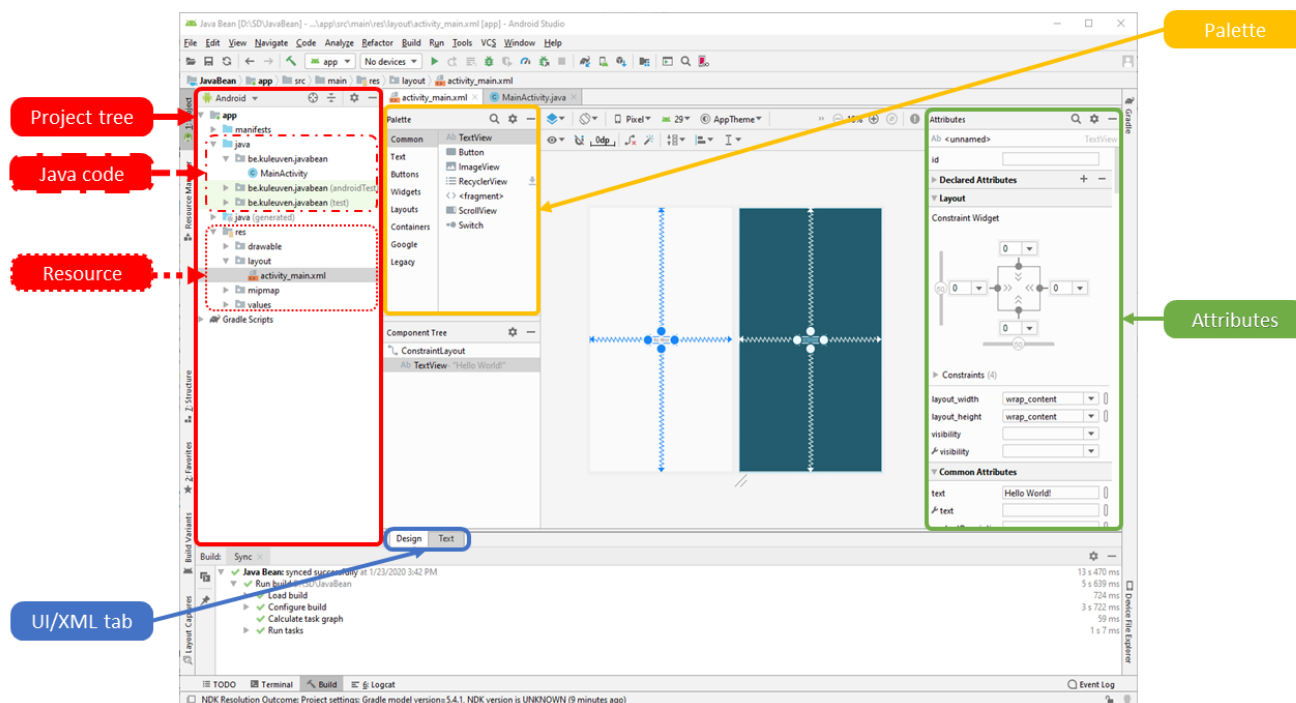 Java Bean [D:\SD\JavaBean] - ...\app\src\main\res\layout\activity_main.xml [app] - Android Studio
Palette
File Edit View Navigate Code Analyze Refactor Build Run Tools VCS Window Help
app No devices
JavaBean app src main res layout activity_main.xml
Android
activity_main.xml MainActivity.java
Project tree
Java code
Resource
UI/XML tab
Attributes
1: Project
Resource Manager
Z: Structure
2: Favorites
Build Variants
Layout Captures
app
manifests
java
be.kuleuven.javabean
MainActivity
be.kuleuven.javabean (androidTest)
be.kuleuven.javabean (test)
java (generated)
res
drawable
layout
activity_main.xml
mipmap
values
Gradle Scripts
Palette
Common
Text
Buttons
Widgets
Layouts
Containers
Google
Legacy
Ab TextView
Button
ImageView
RecyclerView
<fragment>
ScrollView
Switch
Component Tree
ConstraintLayout
Ab TextView- "Hello World!"
Pixel 29 AppTheme
0dp
Design Text
Attributes
Ab <unnamed> TextView
id
Declared Attributes
Layout
Constraint Widget
0
0 0
0
50
50
Constraints (4)
layout_width wrap_content
layout_height wrap_content
visibility
visibility
Common Attributes
text Hello World!
text
Gradle
Device File Explorer
Build: Sync
Java Bean: synced successfully at 1/23/2020 3:42 PM 13 s 470 ms
Run build D:\SD\JavaBean 5 s 639 ms
Load build 724 ms
Configure build 3 s 722 ms
Calculate task graph 59 ms
Run tasks 1 s 7 ms
TODO Terminal Build 6: Logcat Event Log
NDK Resolution Outcome: Project settings: Gradle model version=5.4.1, NDK version is UNKNOWN (9 minutes ago)